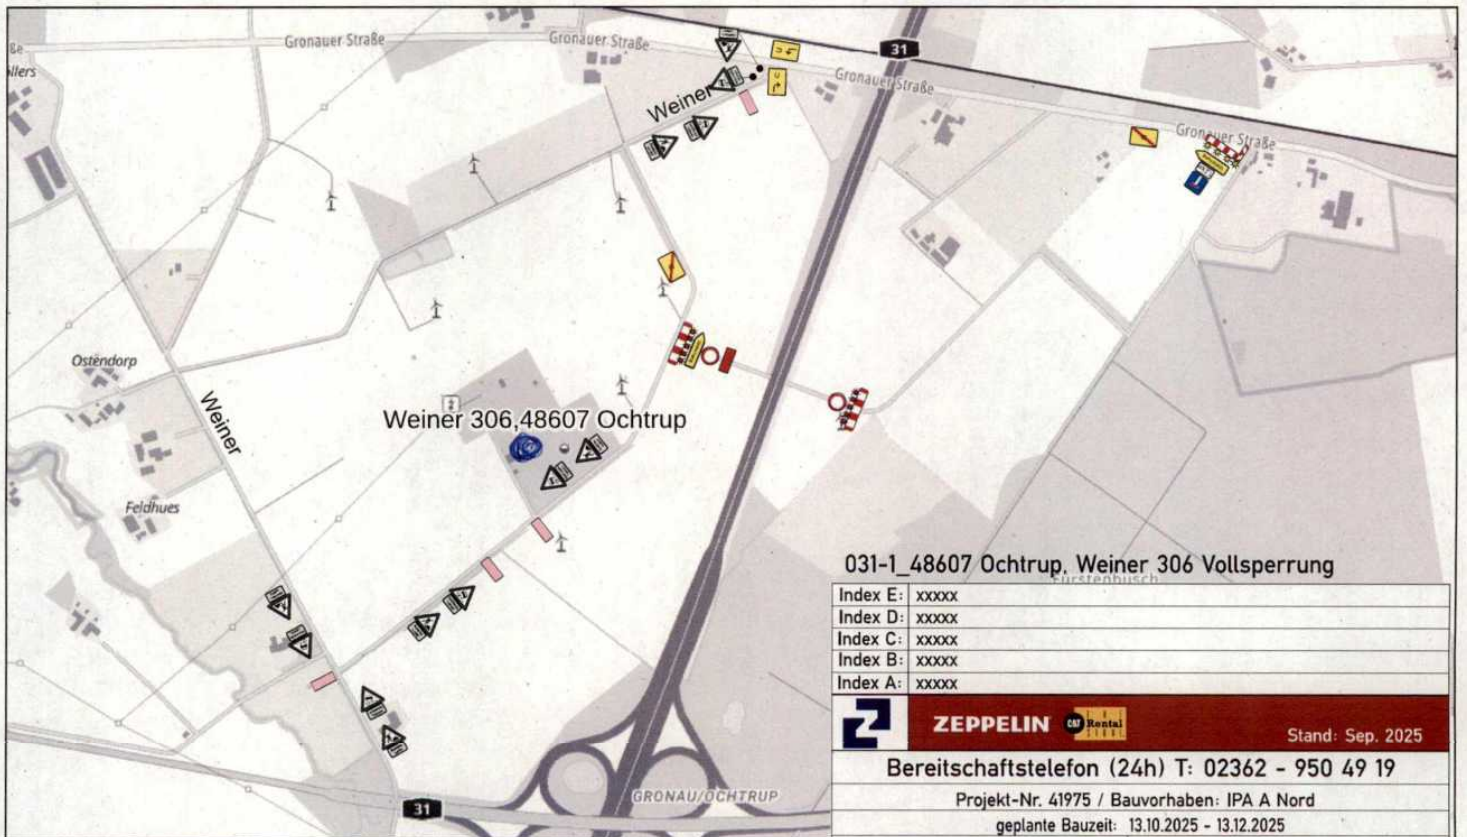 Gronauer Straße
Gronauer Straße
31
Gronauer Straße
Gronauer Straße
Weiner
Ostendorp
Weiner
Weiner 306,48607 Ochtrup
Feldhues
GRONAU/OCHTRUP
31
Fürstenbusch
031-1_48607 Ochtrup, Weiner 306 Vollsperrung
Index E: xxxxx
Index D: xxxxx
Index C: xxxxx
Index B: xxxxx
Index A: xxxxx
Z ZEPPELIN CAT Rental Stand: Sep. 2025
Bereitschaftstelefon (24h) T: 02362 - 950 49 19
Projekt-Nr. 41975 / Bauvorhaben: IPA A Nord
geplante Bauzeit: 13.10.2025 - 13.12.2025